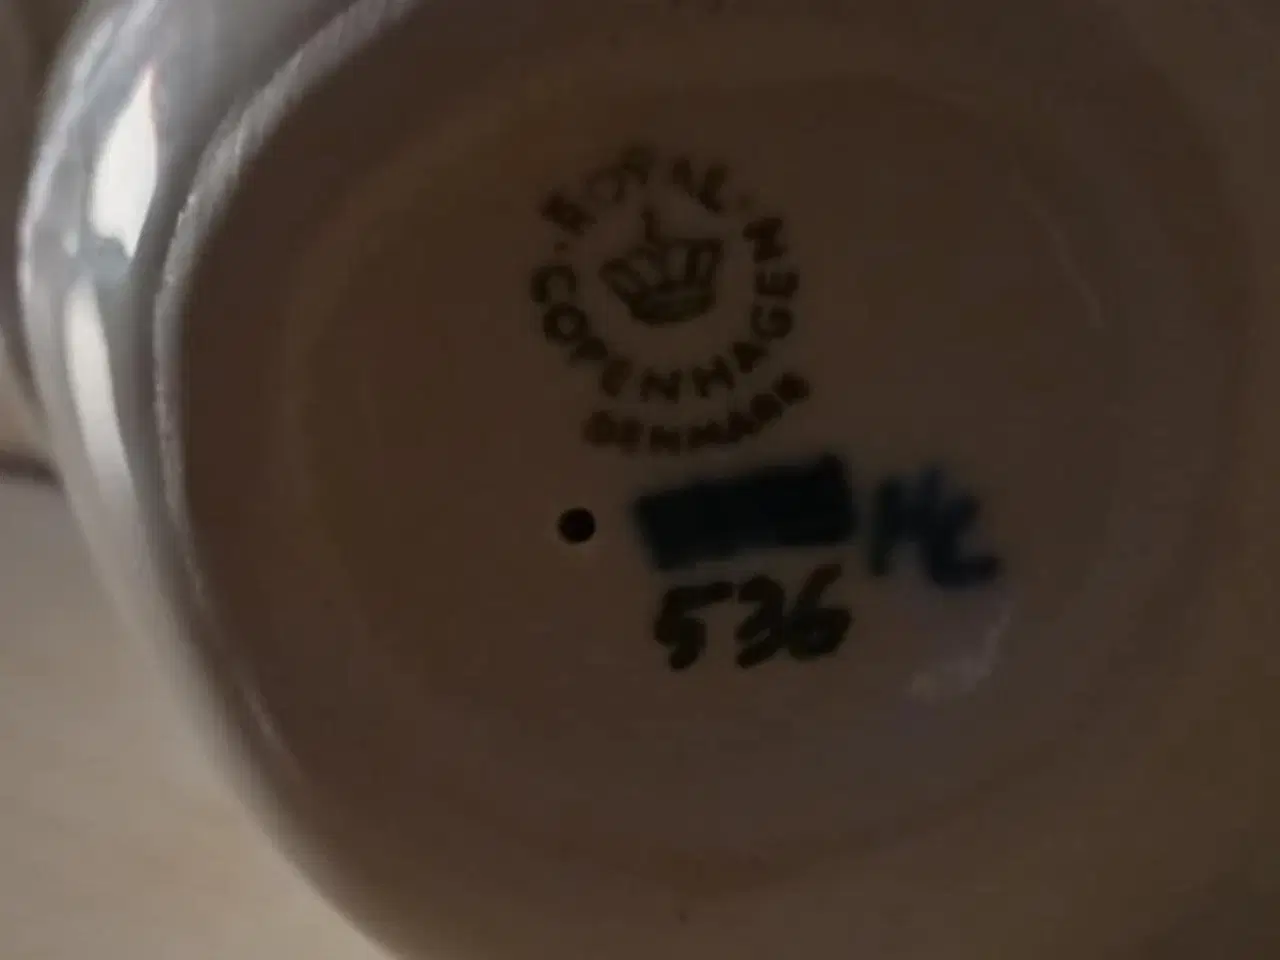 ROYAL
COPENHAGEN
DENMARK
536